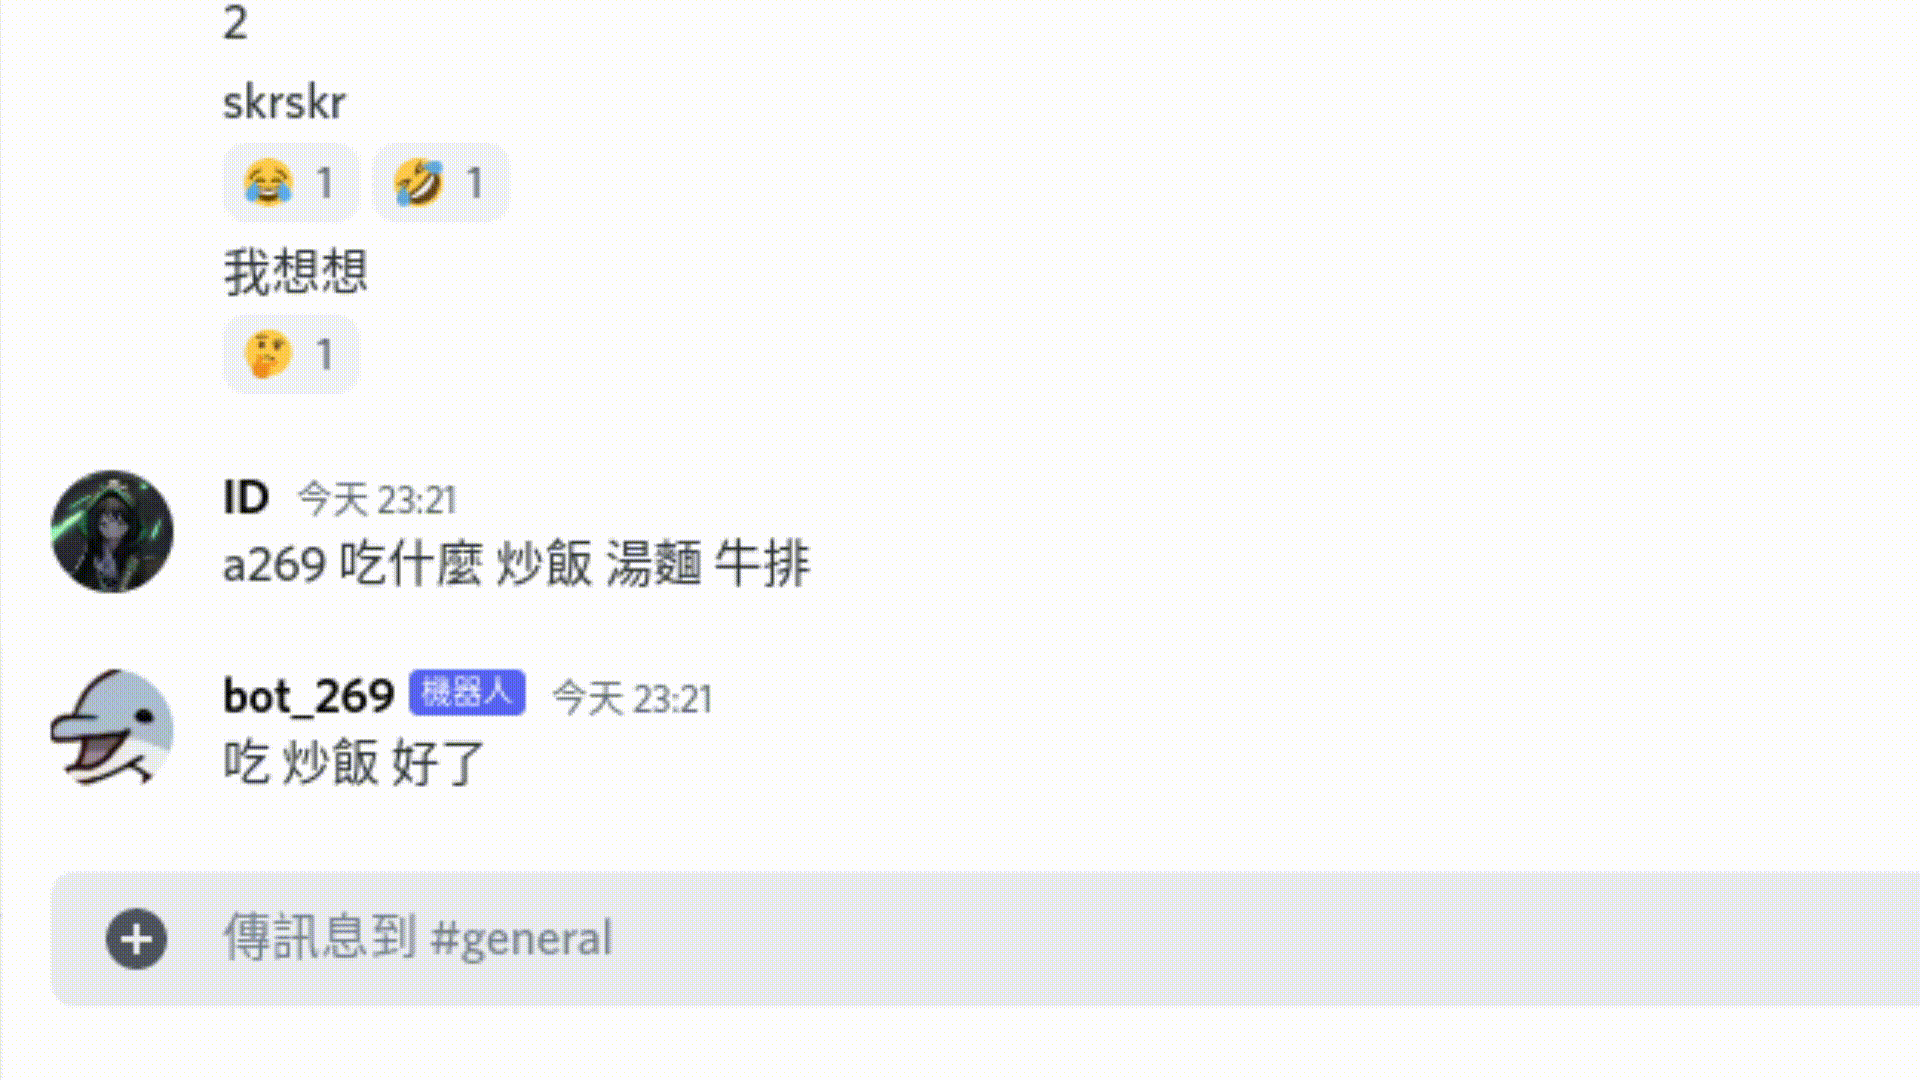 2
skrskr
😂 1 🤣 1
我想想
🤔 1
ID 今天 23:21
a269 吃什麼 炒飯 湯麵 牛排
bot_269 機器人 今天 23:21
吃 炒飯 好了
傳訊息到 #general